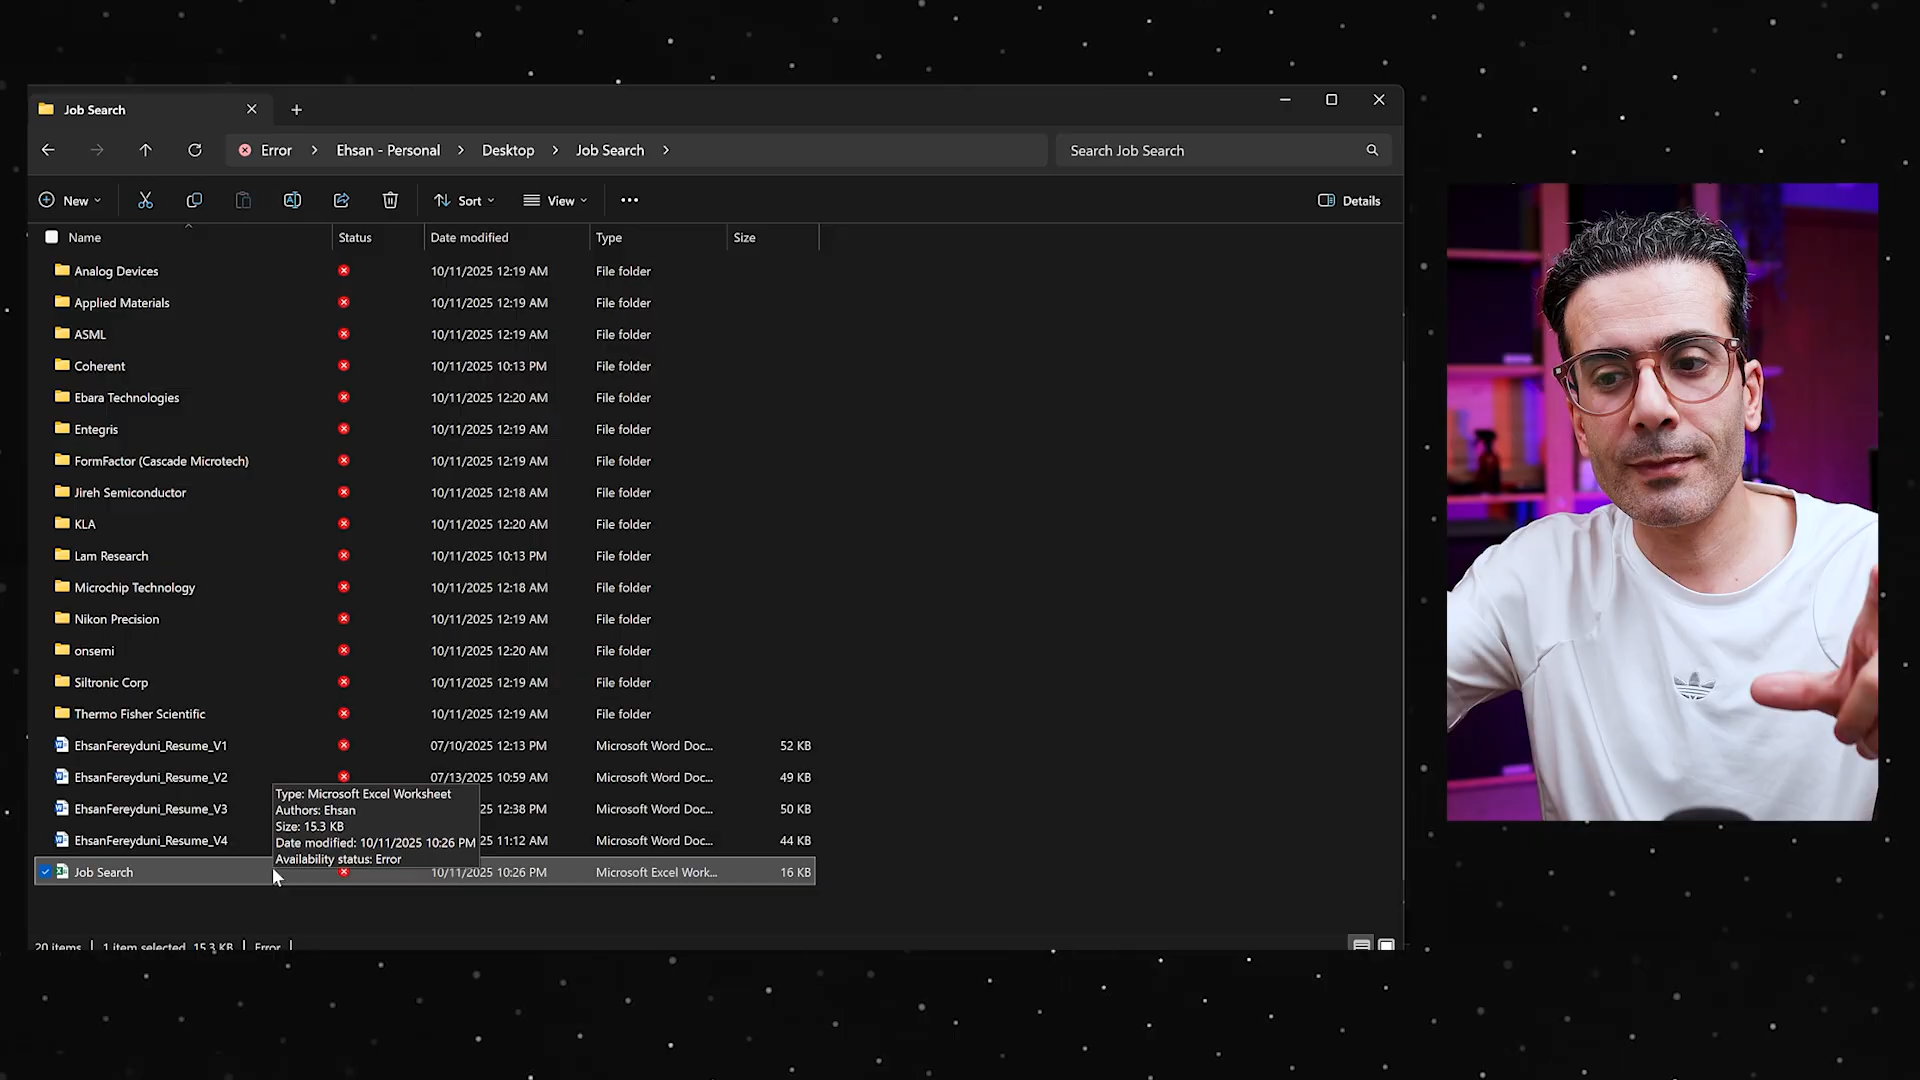 Job Search
Error > Ehsan - Personal > Desktop > Job Search >
Search Job Search
New
Sort
View
Details
Name Status Date modified Type Size
Analog Devices 10/11/2025 12:19 AM File folder
Applied Materials 10/11/2025 12:19 AM File folder
ASML 10/11/2025 12:19 AM File folder
Coherent 10/11/2025 10:13 PM File folder
Ebara Technologies 10/11/2025 12:20 AM File folder
Entegris 10/11/2025 12:19 AM File folder
FormFactor (Cascade Microtech) 10/11/2025 12:19 AM File folder
Jireh Semiconductor 10/11/2025 12:18 AM File folder
KLA 10/11/2025 12:20 AM File folder
Lam Research 10/11/2025 10:13 PM File folder
Microchip Technology 10/11/2025 12:18 AM File folder
Nikon Precision 10/11/2025 12:19 AM File folder
onsemi 10/11/2025 12:20 AM File folder
Siltronic Corp 10/11/2025 12:19 AM File folder
Thermo Fisher Scientific 10/11/2025 12:19 AM File folder
EhsanFereyduni_Resume_V1 07/10/2025 12:13 PM Microsoft Word Doc... 52 KB
EhsanFereyduni_Resume_V2 07/13/2025 10:59 AM Microsoft Word Doc... 49 KB
Type: Microsoft Excel Worksheet
EhsanFereyduni_Resume_V3 25 12:38 PM Microsoft Word Doc... 50 KB
Authors: Ehsan
Size: 15.3 KB
EhsanFereyduni_Resume_V4 25 11:12 AM Microsoft Word Doc... 44 KB
Date modified: 10/11/2025 10:26 PM
Availability status: Error
Job Search 10/11/2025 10:26 PM Microsoft Excel Work... 16 KB
20 items | 1 item selected 15.3 KB | Error |